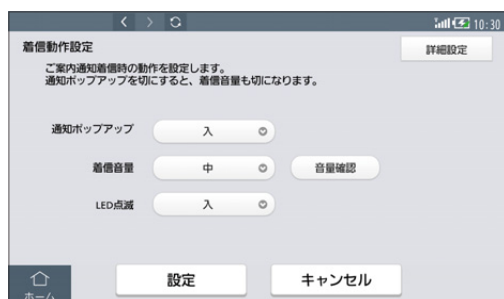 10:30
着信動作設定
詳細設定
ご案内通知着信時の動作を設定します。
通知ポップアップを切にすると、着信音量も切になります。
通知ポップアップ 入
着信音量 中 音量確認
LED点滅 入
ホーム 設定 キャンセル